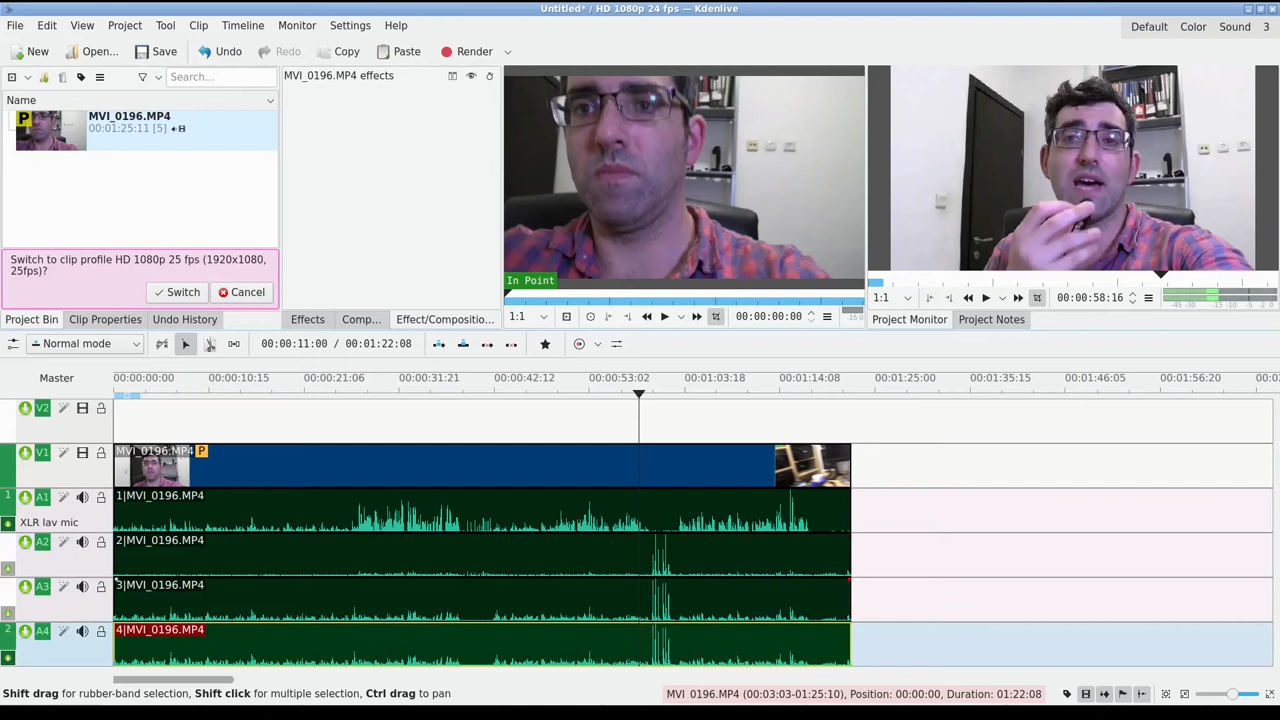 Untitled* / HD 1080p 24 fps — Kdenlive
File Edit View Project Tool Clip Timeline Monitor Settings Help
Default Color Sound 3
New Open... Save Undo Redo Copy Paste Render
Search...
Name
P
MVI_0196.MP4
00:01:25:11 [5]
Switch to clip profile HD 1080p 25 fps (1920x1080,
25fps)?
Switch Cancel
Project Bin Clip Properties Undo History
MVI_0196.MP4 effects
Effects Comp... Effect/Compositio...
In Point
1:1 00:00:00:00 -15 0
1:1 00:00:58:16 -45 -30 -15 0
Project Monitor Project Notes
Normal mode 00:00:11:00 / 00:01:22:08
Master 00:00:00:00 00:00:10:15 00:00:21:06 00:00:31:21 00:00:42:12 00:00:53:02 00:01:03:18 00:01:14:08 00:01:25:00 00:01:35:15 00:01:46:05 00:01:56:20
V2
V1 MVI_0196.MP4 P
1 A1 1|MVI_0196.MP4
XLR lav mic
A2 2|MVI_0196.MP4
A3 3|MVI_0196.MP4
2 A4 4|MVI_0196.MP4
Shift drag for rubber-band selection, Shift click for multiple selection, Ctrl drag to pan
MVI_0196.MP4 (00:03:03-01:25:10), Position: 00:00:00, Duration: 01:22:08